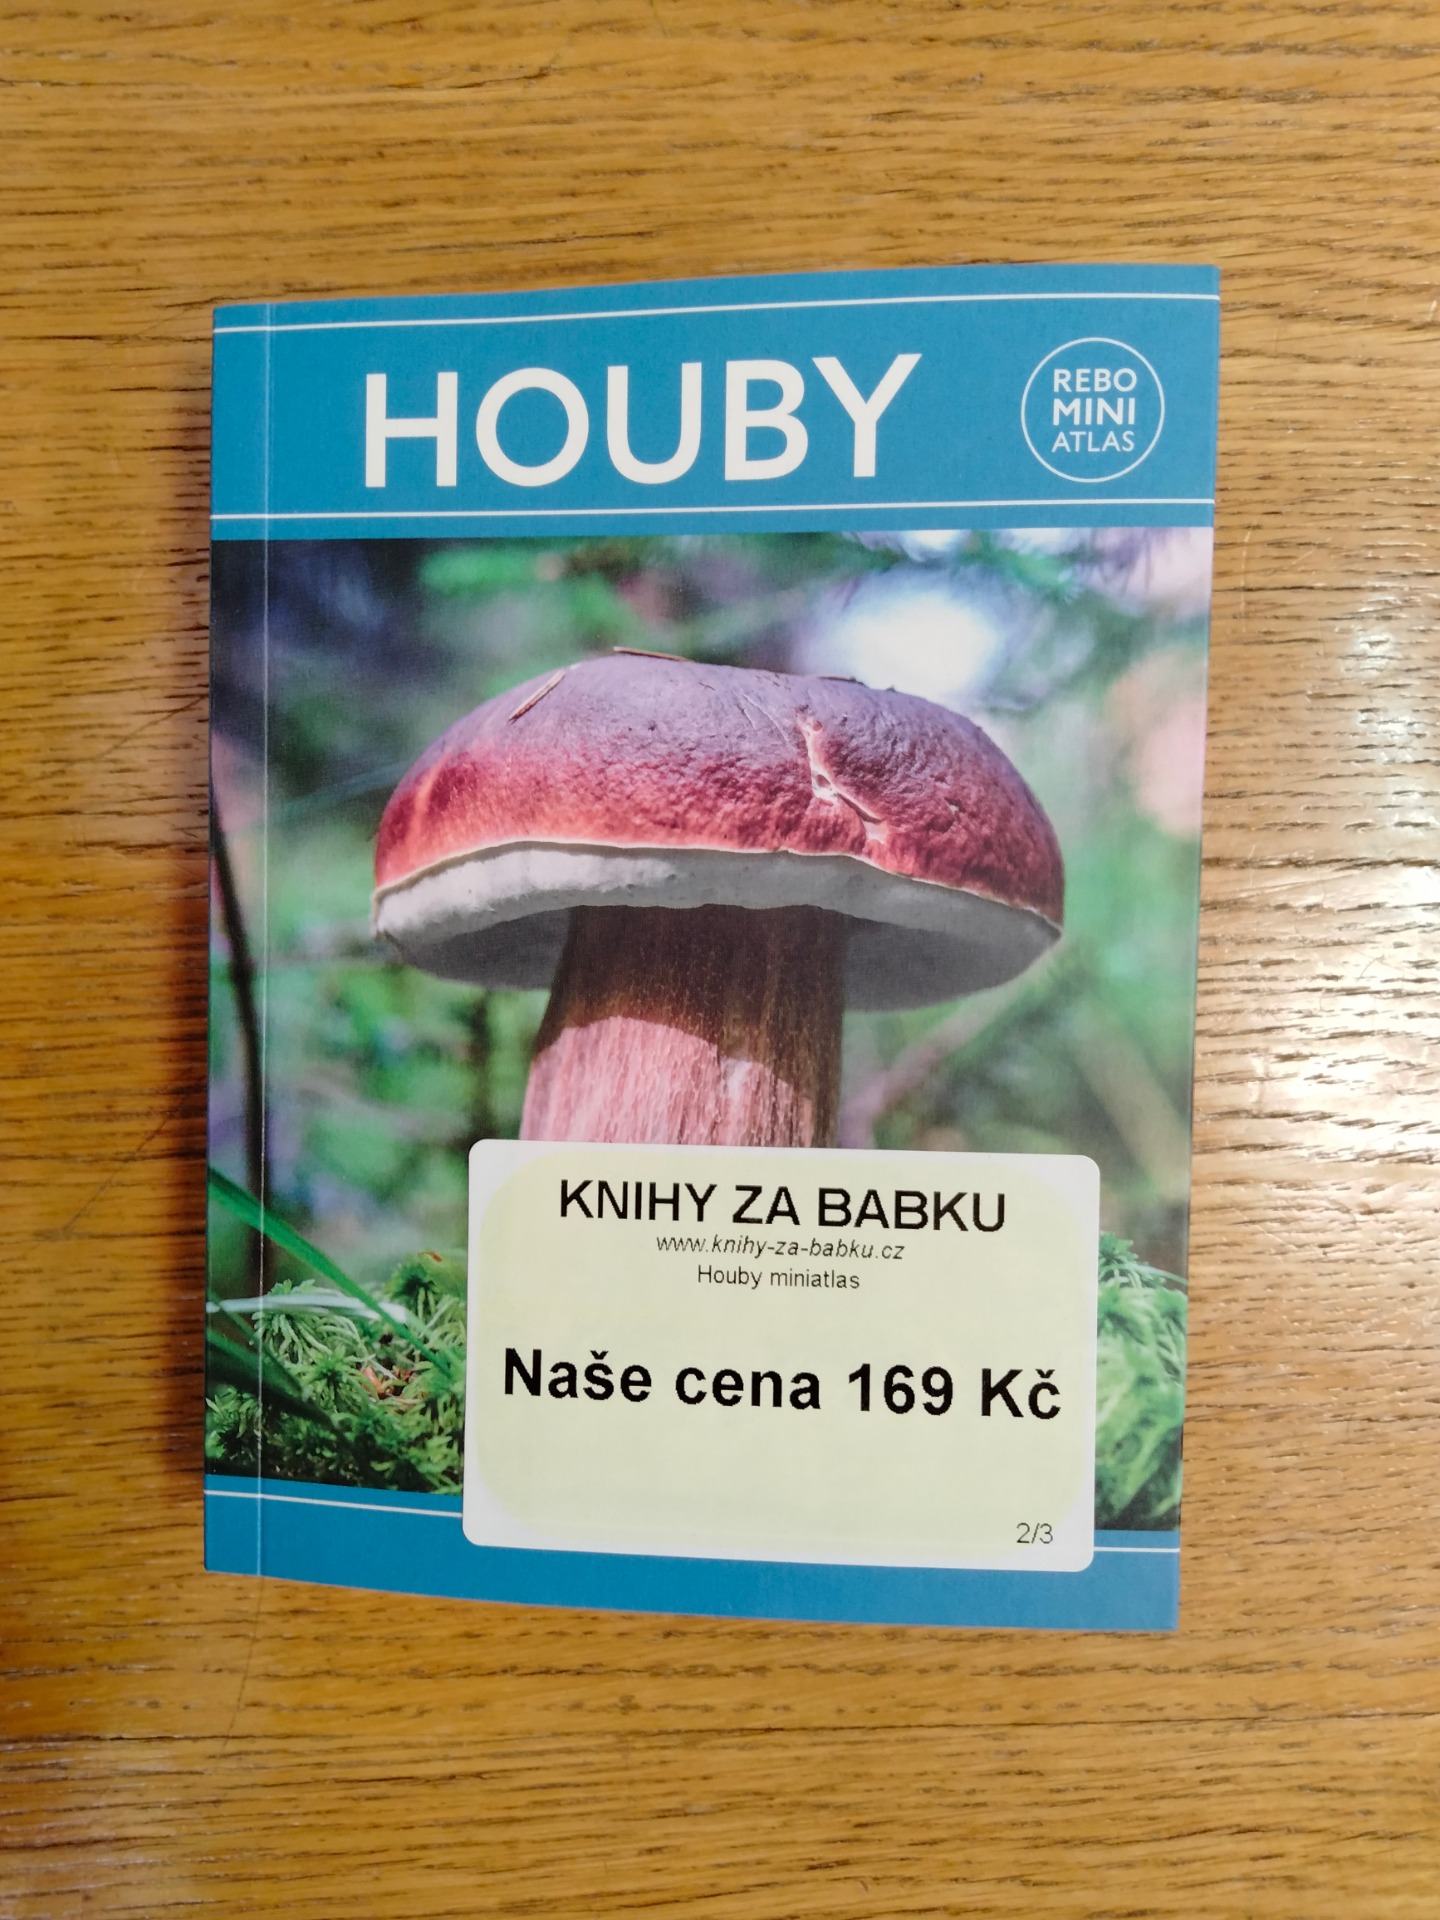 HOUBY
REBO
MINI
ATLAS
KNIHY ZA BABKU
www.knihy-za-babku.cz
Houby miniatlas
Naše cena 169 Kč
2/3